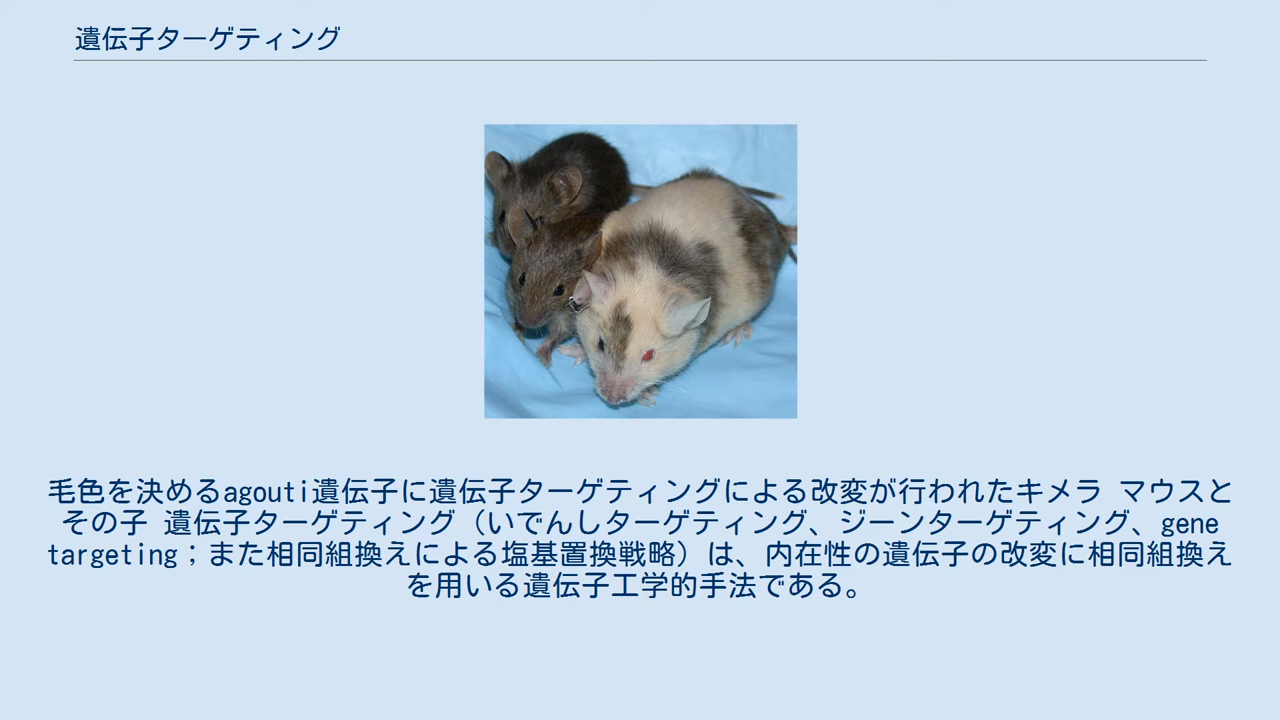 遺伝子ターゲティング
毛色を決めるagouti遺伝子に遺伝子ターゲティングによる改変が行われたキメラ マウスと
その子 遺伝子ターゲティング（いでんしターゲティング、ジーンターゲティング、gene
targeting；また相同組換えによる塩基置換戦略）は、内在性の遺伝子の改変に相同組換え
を用いる遺伝子工学的手法である。